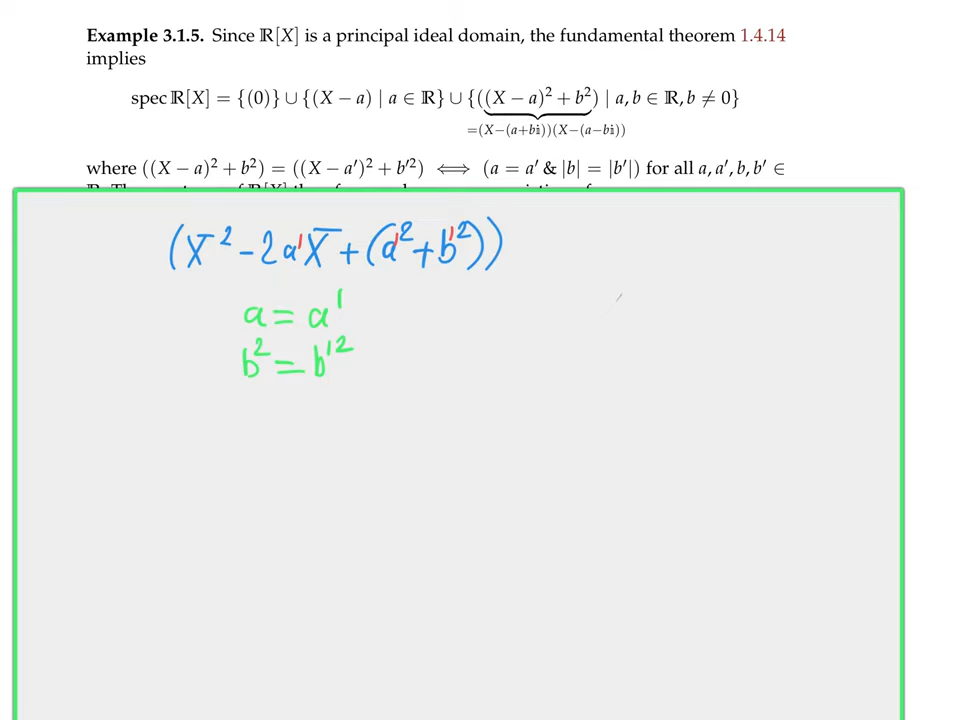 Example 3.1.5. Since ℝ[X] is a principal ideal domain, the fundamental theorem 1.4.14
implies
spec ℝ[X] = {(0)} ∪ {(X − a) | a ∈ ℝ} ∪ {((X − a)² + b²) | a, b ∈ ℝ, b ≠ 0}
=(X−(a+bi))(X−(a−bi))
where ((X − a)² + b²) = ((X − a′)² + b′²) ⟺ (a = a′ & |b| = |b′|) for all a, a′, b, b′ ∈
(X² − 2a′X + (a′² + b′²))
a = a′
b² = b′²